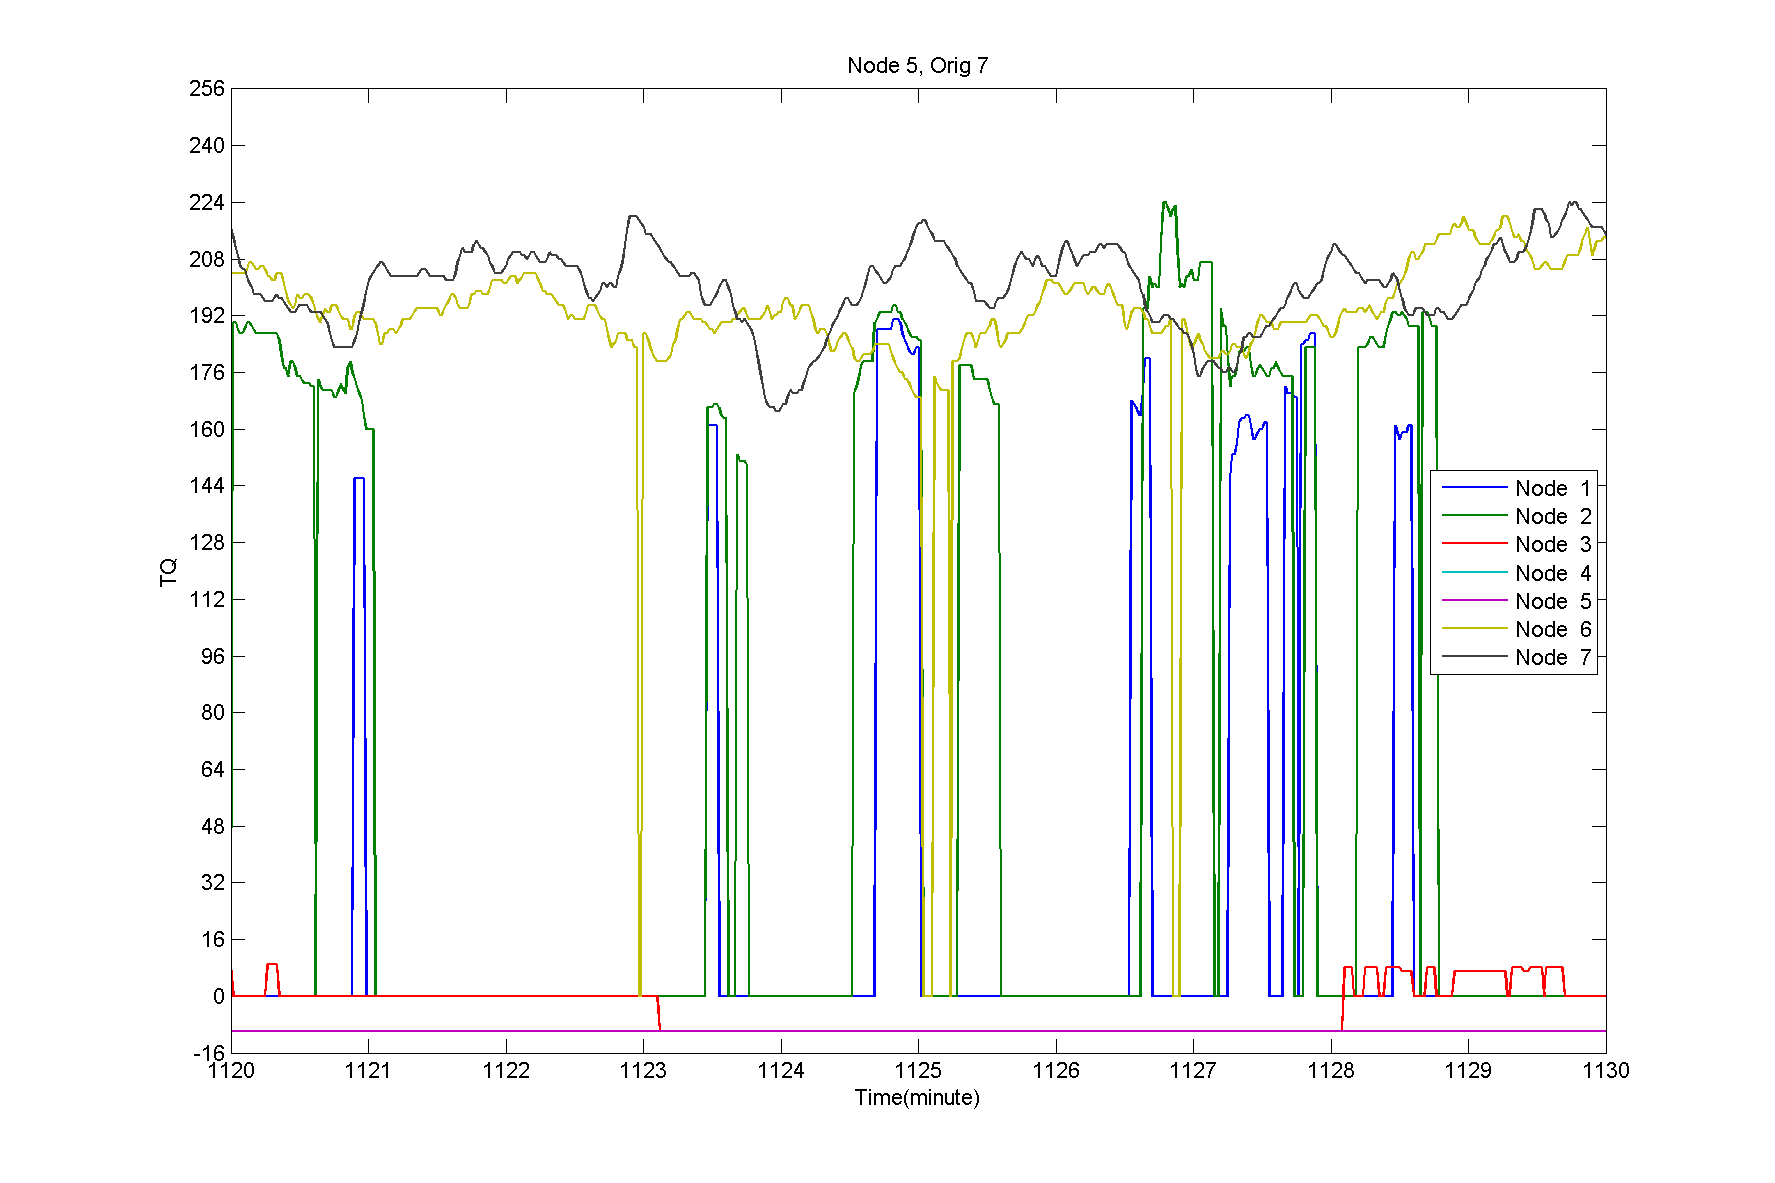 Node 5, Orig 7
256
240
224
208
192
176
160
144
128
112
96
80
64
48
32
16
0
-16
TQ
Node 1
Node 2
Node 3
Node 4
Node 5
Node 6
Node 7
1120 1121 1122 1123 1124 1125 1126 1127 1128 1129 1130
Time(minute)